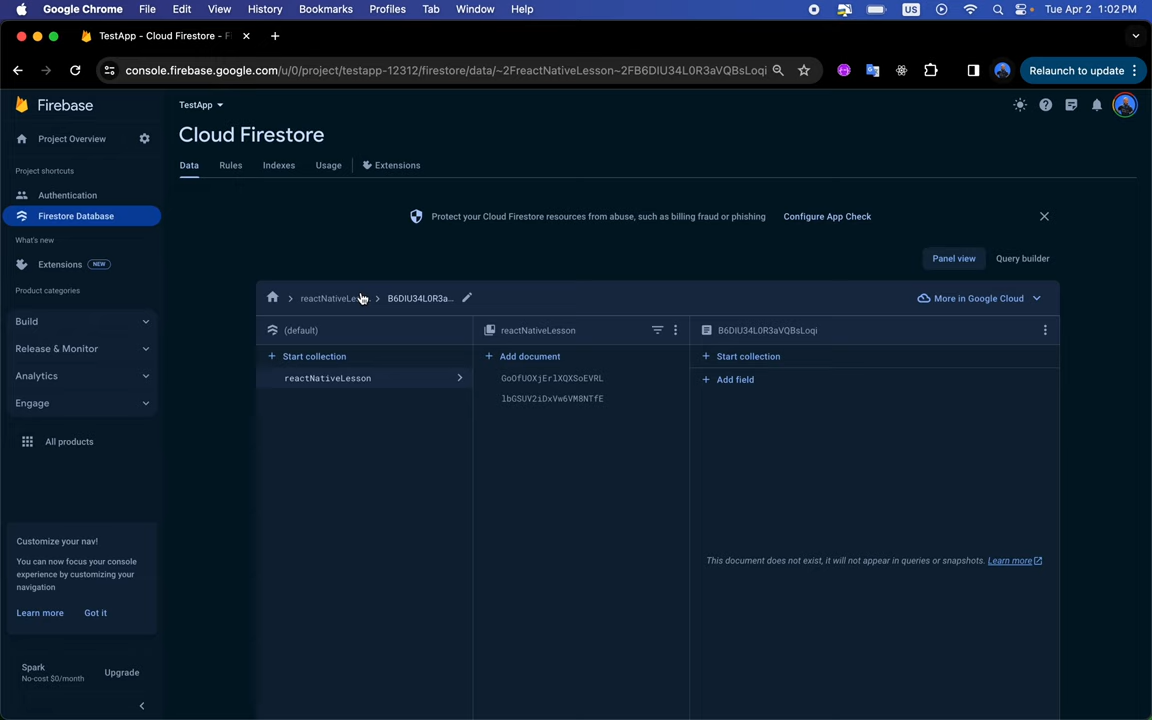 Google Chrome File Edit View History Bookmarks Profiles Tab Window Help US Tue Apr 2 1:02 PM
TestApp - Cloud Firestore - F
console.firebase.google.com/u/0/project/testapp-12312/firestore/data/~2FreactNativeLesson~2FB6DIU34L0R3aVQBsLoqi Relaunch to update
Firebase
TestApp
Cloud Firestore
Project Overview
Data Rules Indexes Usage Extensions
Project shortcuts
Authentication
Firestore Database
Protect your Cloud Firestore resources from abuse, such as billing fraud or phishing Configure App Check
What's new
Extensions NEW
Panel view Query builder
Product categories
reactNativeLe B6DIU34L0R3a... More in Google Cloud
Build
(default) reactNativeLesson B6DIU34L0R3aVQBsLoqi
Release & Monitor
+ Start collection + Add document + Start collection
Analytics
reactNativeLesson GoOfUOXjEr1XQXSoEVRL + Add field
lbGSUV2iDxVw6VM8NTfE
Engage
All products
Customize your nav!
You can now focus your console
experience by customizing your
navigation
This document does not exist, it will not appear in queries or snapshots. Learn more
Learn more Got it
Spark
No-cost $0/month
Upgrade